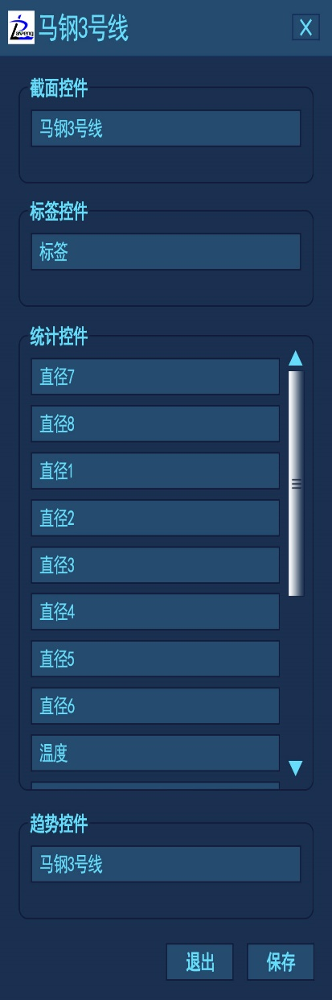 Lanpeng
马钢3号线
X
截面控件
马钢3号线
标签控件
标签
统计控件
直径7
直径8
直径1
直径2
直径3
直径4
直径5
直径6
温度
趋势控件
马钢3号线
退出
保存